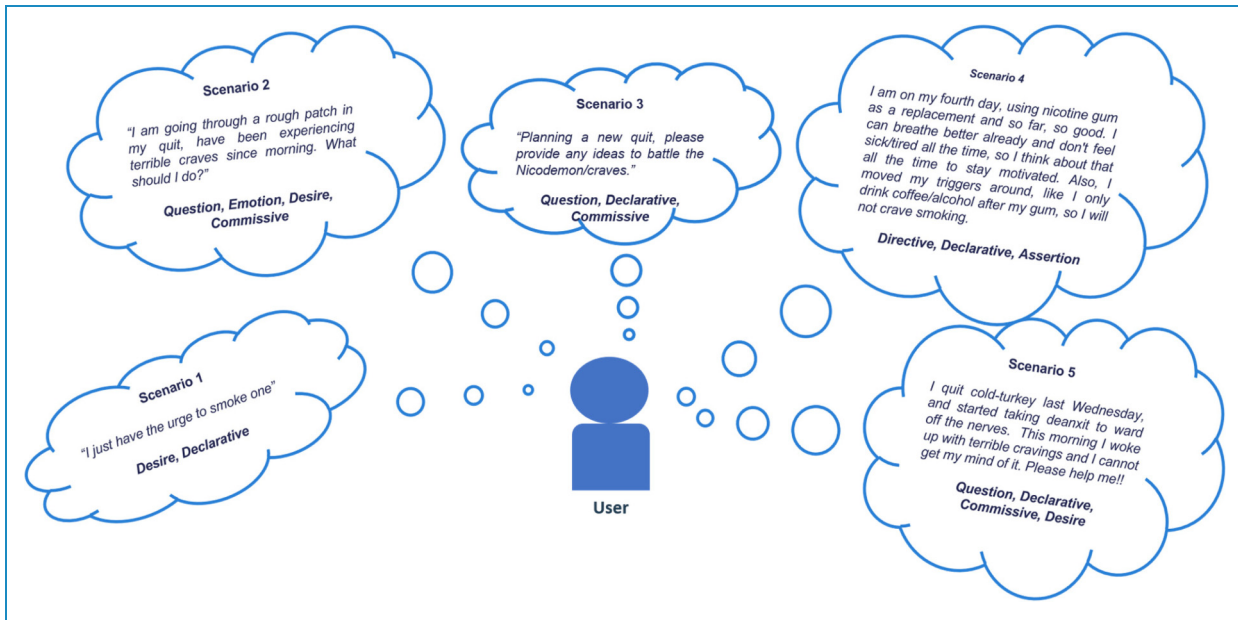 Scenario 2
"I am going through a rough patch in
my quit, have been experiencing
terrible craves since morning. What
should I do?"
Question, Emotion, Desire,
Commissive
Scenario 3
"Planning a new quit, please
provide any ideas to battle the
Nicodemon/craves."
Question, Declarative,
Commissive
Scenario 4
I am on my fourth day, using nicotine gum
as a replacement and so far, so good. I
can breathe better already and don't feel
sick/tired all the time, so I think about that
all the time to stay motivated. Also, I
moved my triggers around, like I only
drink coffee/alcohol after my gum, so I will
not crave smoking.
Directive, Declarative, Assertion
Scenario 1
"I just have the urge to smoke one"
Desire, Declarative
Scenario 5
I quit cold-turkey last Wednesday,
and started taking deanxit to ward
off the nerves. This morning I woke
up with terrible cravings and I cannot
get my mind of it. Please help me!!
Question, Declarative,
Commissive, Desire
User